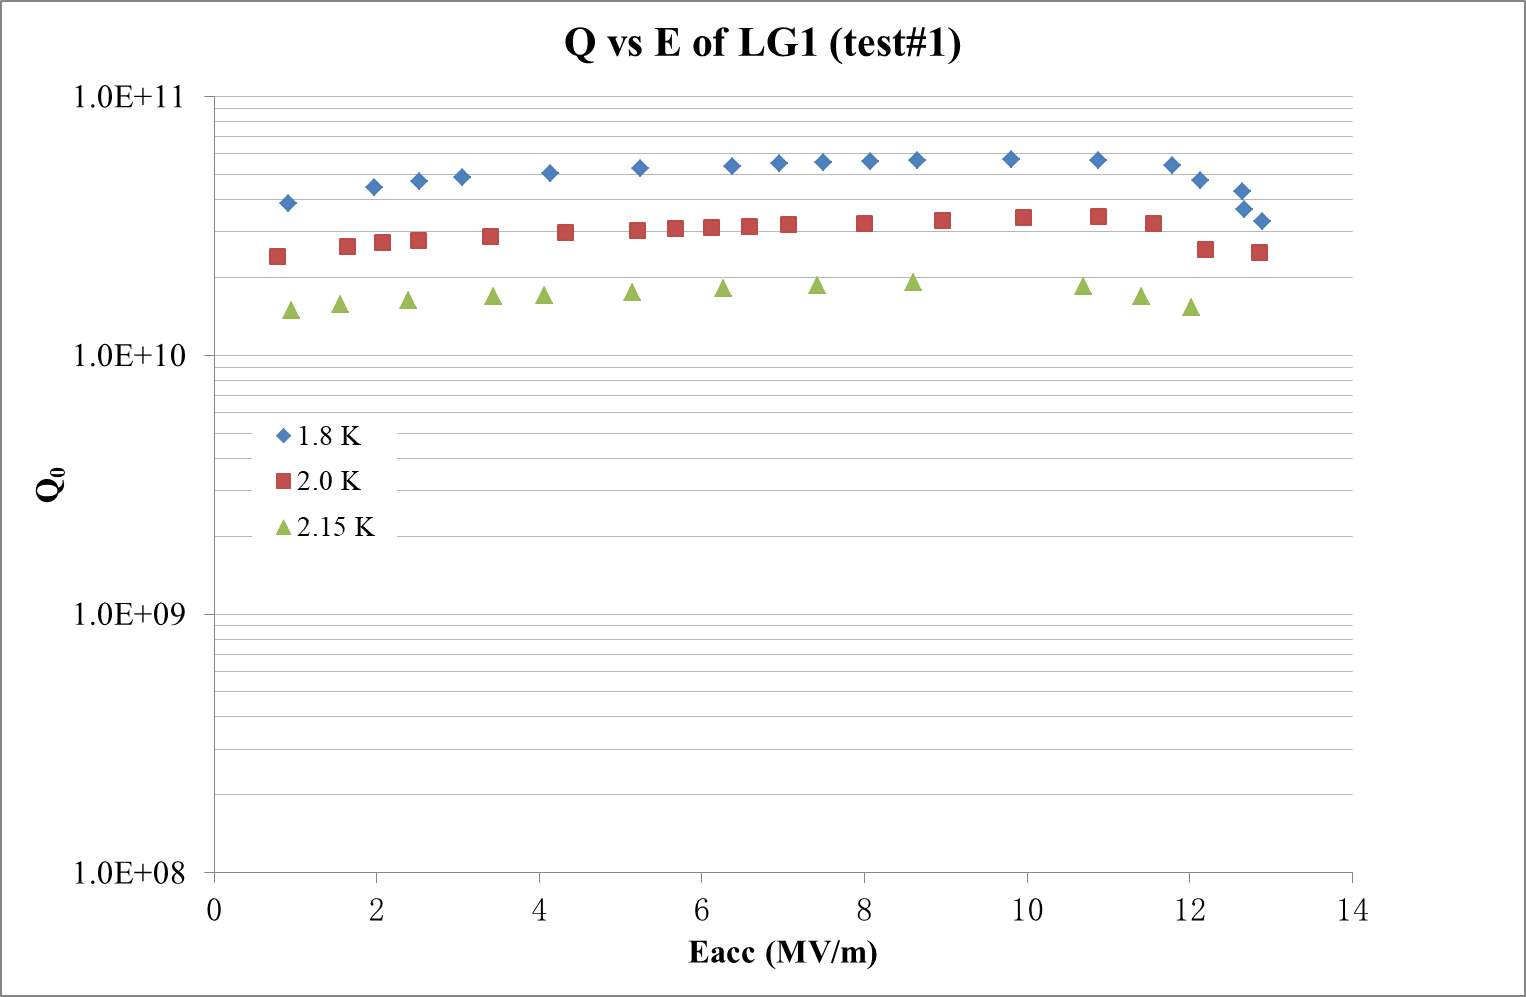 Q vs E of LG1 (test#1)
1.0E+11
1.0E+10
1.0E+09
1.0E+08
Q0
1.8 K
2.0 K
2.15 K
0 2 4 6 8 10 12 14
Eacc (MV/m)